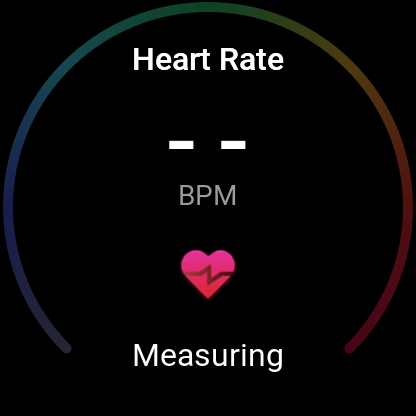 Heart Rate
- -
BPM
Measuring